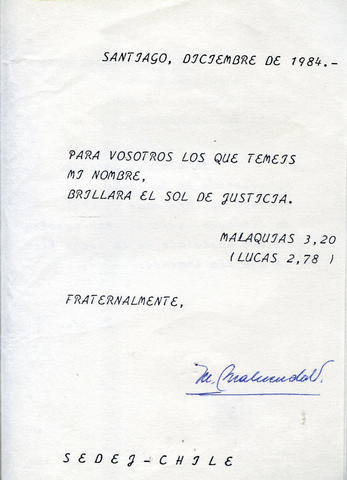 SANTIAGO, DICIEMBRE DE 1984.-
PARA VOSOTROS LOS QUE TEMEIS
MI NOMBRE,
BRILLARA EL SOL DE JUSTICIA.
MALAQUIAS 3,20
(LUCAS 2,78 )
FRATERNALMENTE,
M.
SEDEJ-CHILE